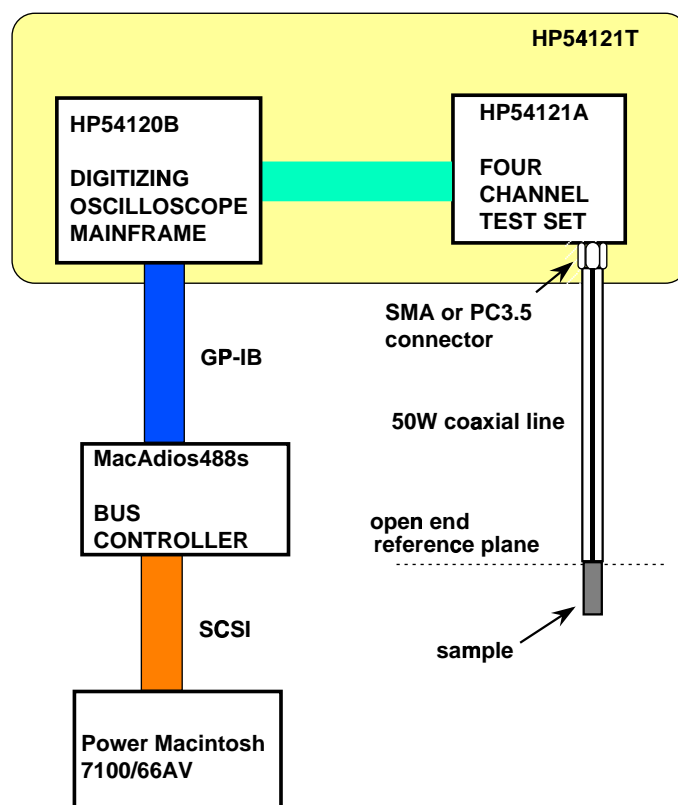 HP54121T
HP54120B
DIGITIZING
OSCILLOSCOPE
MAINFRAME
HP54121A
FOUR
CHANNEL
TEST SET
SMA or PC3.5
connector
GP-IB
50W coaxial line
MacAdios488s
BUS
CONTROLLER
open end
reference plane
SCSI
sample
Power Macintosh
7100/66AV